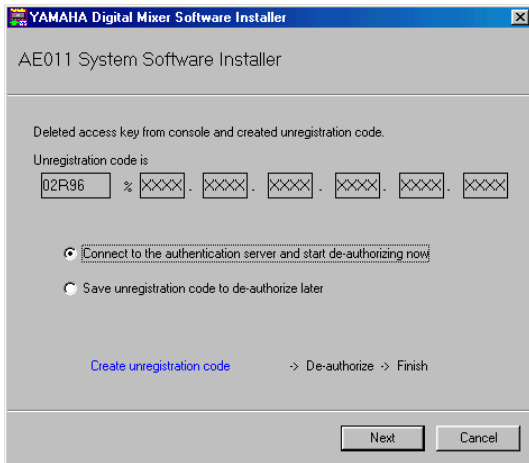 YAMAHA Digital Mixer Software Installer
AE011 System Software Installer
Deleted access key from console and created unregistration code.
Unregistration code is
02R96 % XXXX . XXXX . XXXX . XXXX . XXXX . XXXX
Connect to the authentication server and start de-authorizing now
Save unregistration code to de-authorize later
Create unregistration code -> De-authorize -> Finish
Next Cancel